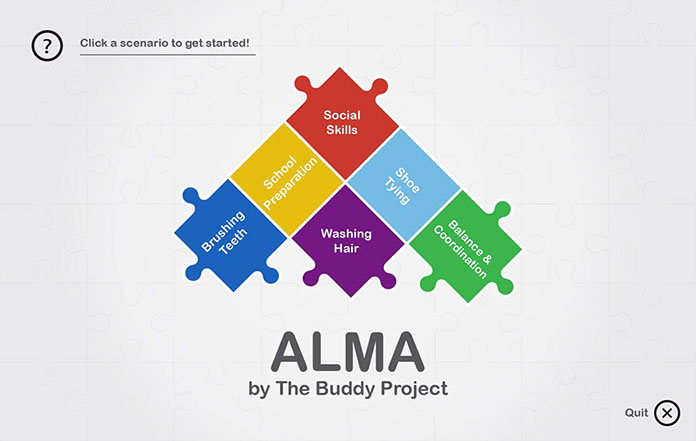 ?
Click a scenario to get started!
Social
Skills
School
Preparation
Shoe
Tying
Brushing
Teeth
Washing
Hair
Balance &
Coordination
ALMA
by The Buddy Project
Quit